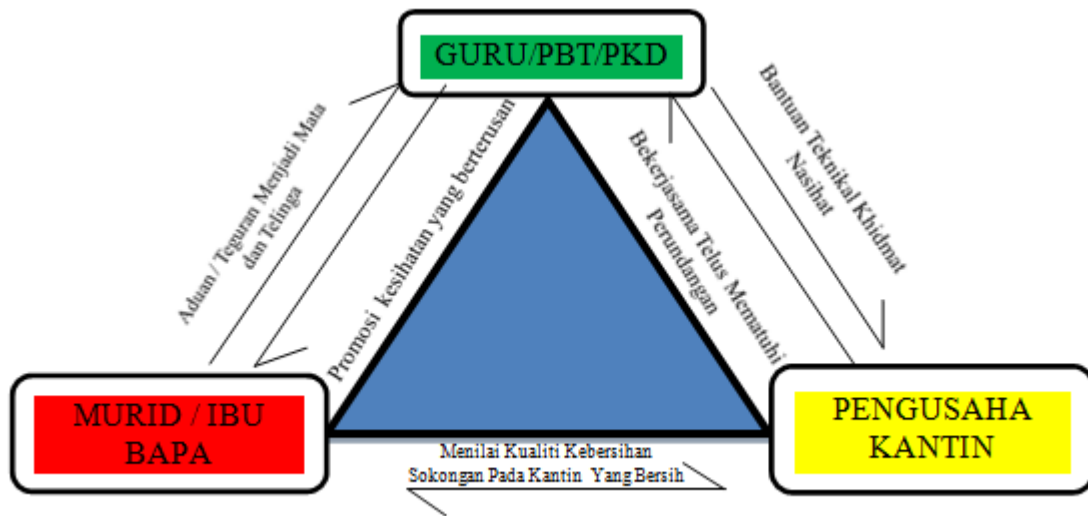 GURU/PBT/PKD
Aduan / Teguran Menjadi Mata
dan Telinga
Promosi kesihatan yang berterusan
Bekerjasama Telus Mematuhi
Perundangan
Bantuan Teknikal Khidmat
Nasihat
MURID / IBU
BAPA
PENGUSAHA
KANTIN
Menilai Kualiti Kebersihan
Sokongan Pada Kantin Yang Bersih